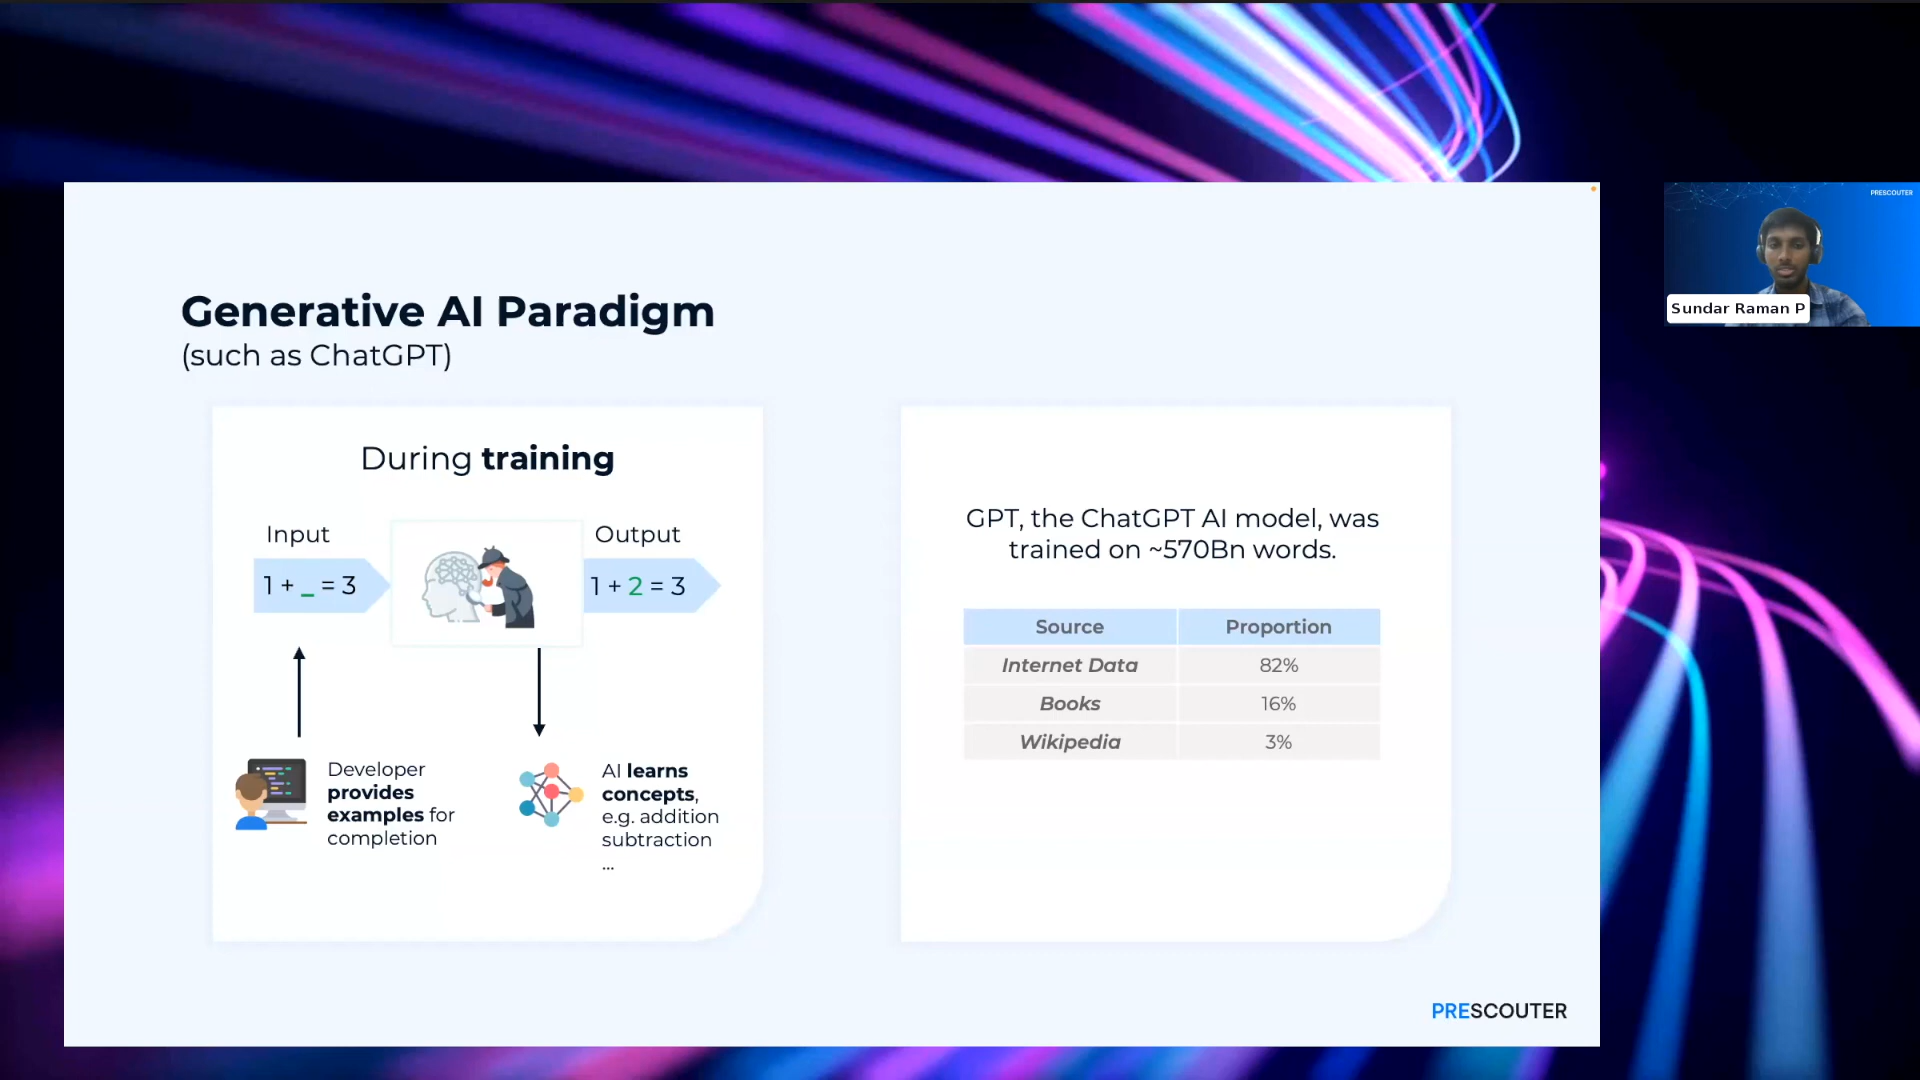 Generative AI Paradigm
(such as ChatGPT)
During training
Input
Output
1 + _ = 3
1 + 2 = 3
Developer
provides
examples for
completion
AI learns
concepts,
e.g. addition
subtraction
...
GPT, the ChatGPT AI model, was
trained on ~570Bn words.
Source Proportion
Internet Data 82%
Books 16%
Wikipedia 3%
PRESCOUTER
PRESCOUTER
Sundar Raman P